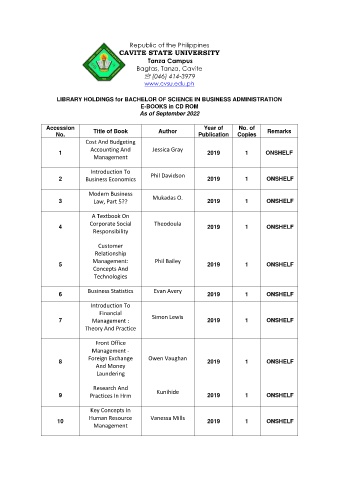 Republic of the Philippines
CAVITE STATE UNIVERSITY
Tanza Campus
Bagtas, Tanza, Cavite
☏ (046) 414-3979
www.cvsu.edu.ph
LIBRARY HOLDINGS for BACHELOR OF SCIENCE IN BUSINESS ADMINISTRATION
E-BOOKS in CD ROM
As of September 2022
Accession No. Title of Book Author Year of Publication No. of Copies Remarks
1 Cost And Budgeting Accounting And Management Jessica Gray 2019 1 ONSHELF
2 Introduction To Business Economics Phil Davidson 2019 1 ONSHELF
3 Modern Business Law, Part 5?? Mukadas O. 2019 1 ONSHELF
4 A Textbook On Corporate Social Responsibility Theodoula 2019 1 ONSHELF
5 Customer Relationship Management: Concepts And Technologies Phil Bailey 2019 1 ONSHELF
6 Business Statistics Evan Avery 2019 1 ONSHELF
7 Introduction To Financial Management : Theory And Practice Simon Lewis 2019 1 ONSHELF
8 Front Office Management - Foreign Exchange And Money Laundering Owen Vaughan 2019 1 ONSHELF
9 Research And Practices In Hrm Kunihide 2019 1 ONSHELF
10 Key Concepts In Human Resource Management Vanessa Mills 2019 1 ONSHELF